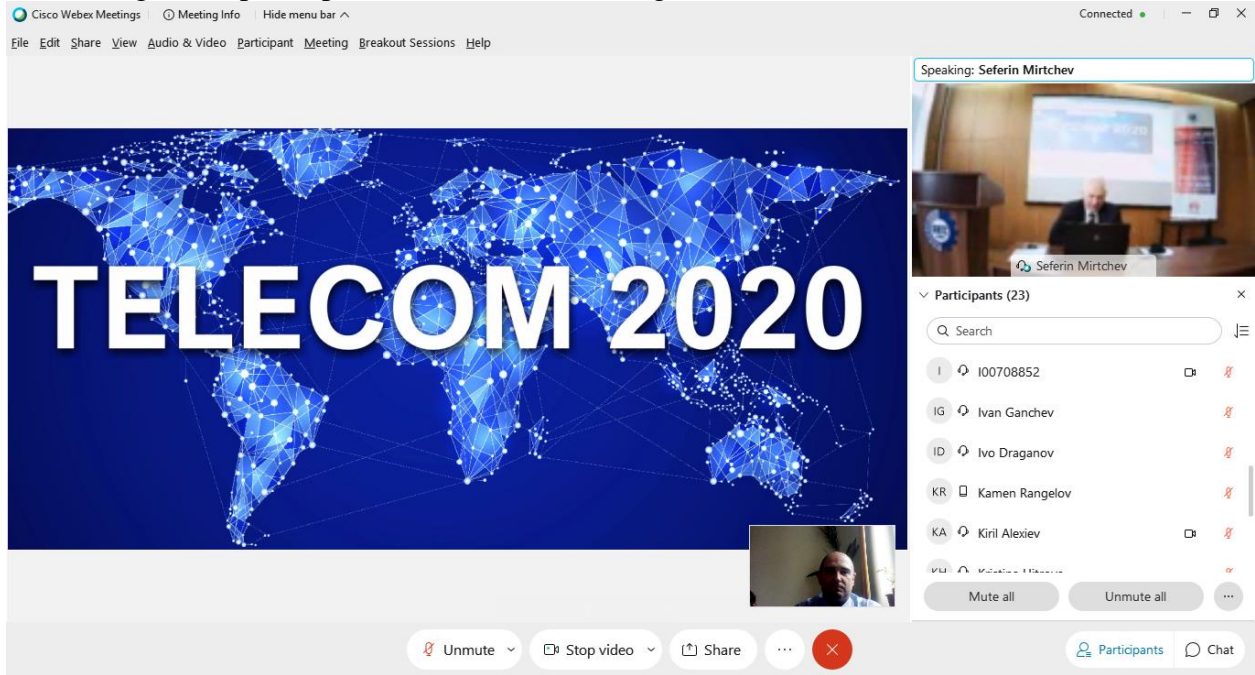 Cisco Webex Meetings
Meeting Info
Hide menu bar
Connected
File Edit Share View Audio & Video Participant Meeting Breakout Sessions Help
Speaking: Seferin Mirtchev
TELECOM 2020
Seferin Mirtchev
Participants (23)
Search
I I00708852
IG Ivan Ganchev
ID Ivo Draganov
KR Kamen Rangelov
KA Kiril Alexiev
KH
Mute all
Unmute all
Unmute
Stop video
Share
Participants
Chat